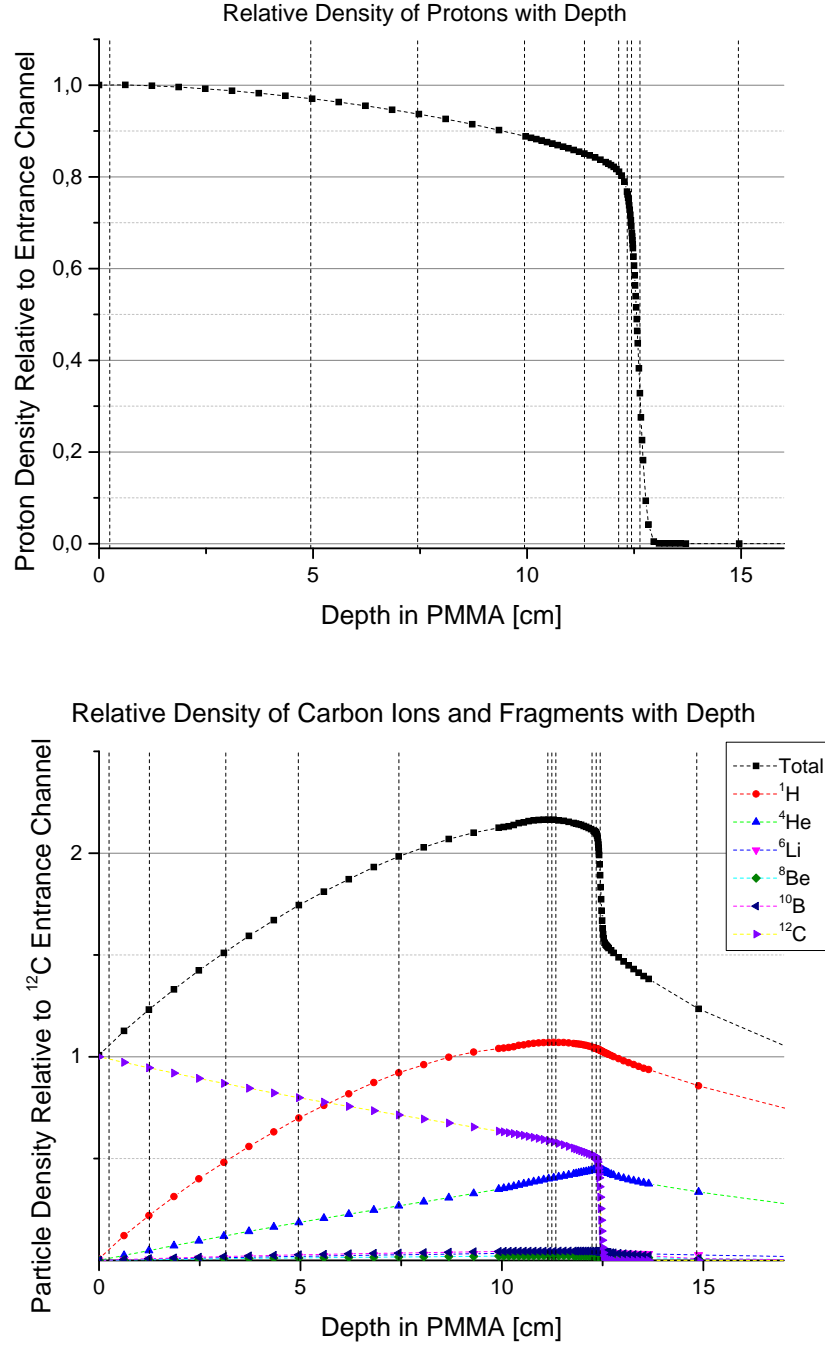 Relative Density of Protons with Depth
Proton Density Relative to Entrance Channel
1,0
0,8
0,6
0,4
0,2
0,0
0
5
10
15
Depth in PMMA [cm]
Relative Density of Carbon Ions and Fragments with Depth
Particle Density Relative to ¹²C Entrance Channel
2
1
0
5
10
15
Depth in PMMA [cm]
Total
¹H
⁴He
⁶Li
⁸Be
¹⁰B
¹²C